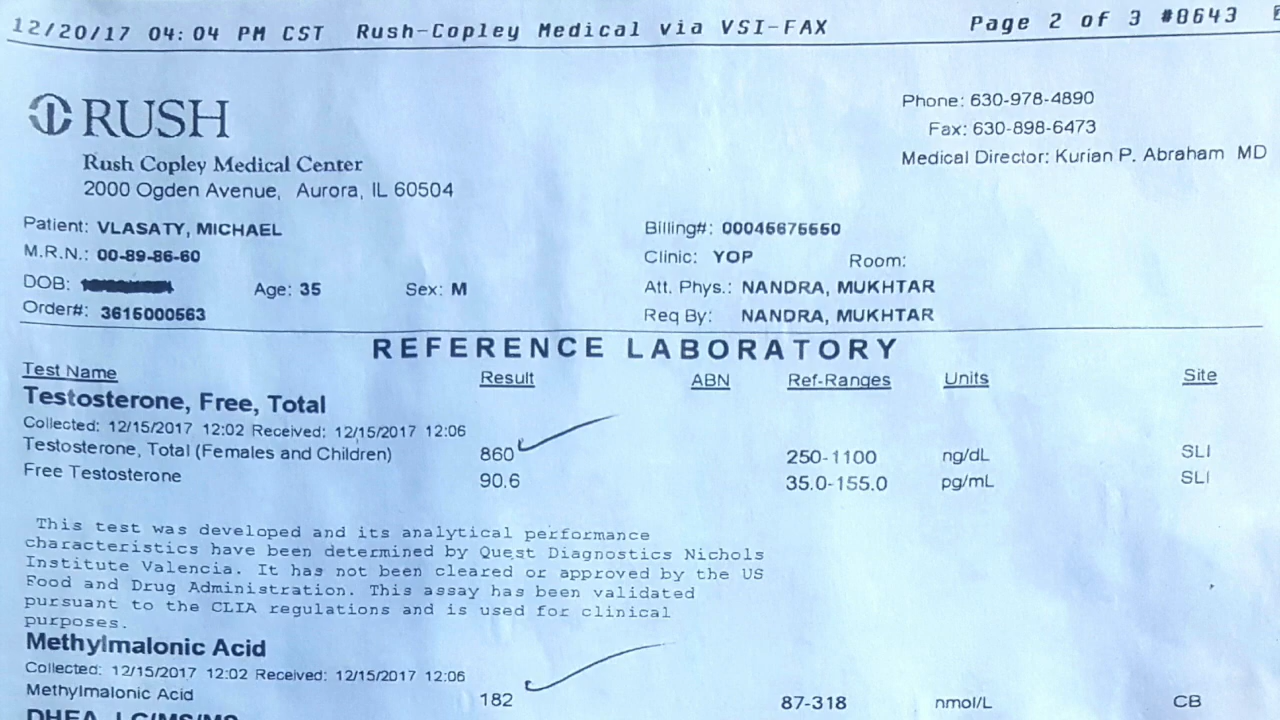 12/20/17 04:04 PM CST Rush-Copley Medical via VSI-FAX Page 2 of 3 #8643
RUSH
Rush Copley Medical Center
2000 Ogden Avenue, Aurora, IL 60504
Phone: 630-978-4890
Fax: 630-898-6473
Medical Director: Kurian P. Abraham MD
Patient: VLASATY, MICHAEL
M.R.N.: 00-89-86-60
DOB:
Age: 35 Sex: M
Order#: 3615000563
Billing#: 00046675660
Clinic: YOP Room:
Att. Phys.: NANDRA, MUKHTAR
Req By: NANDRA, MUKHTAR
REFERENCE LABORATORY
Test Name Result ABN Ref-Ranges Units Site
Testosterone, Free, Total
Collected: 12/15/2017 12:02 Received: 12/15/2017 12:06
Testosterone, Total (Females and Children) 860 250-1100 ng/dL SLI
Free Testosterone 90.6 35.0-155.0 pg/mL SLI
This test was developed and its analytical performance
characteristics have been determined by Quest Diagnostics Nichols
Institute Valencia. It has not been cleared or approved by the US
Food and Drug Administration. This assay has been validated
pursuant to the CLIA regulations and is used for clinical
purposes.
Methylmalonic Acid
Collected: 12/15/2017 12:02 Received: 12/15/2017 12:06
Methylmalonic Acid 182 87-318 nmol/L CB
DHEA, LC/MS/MS